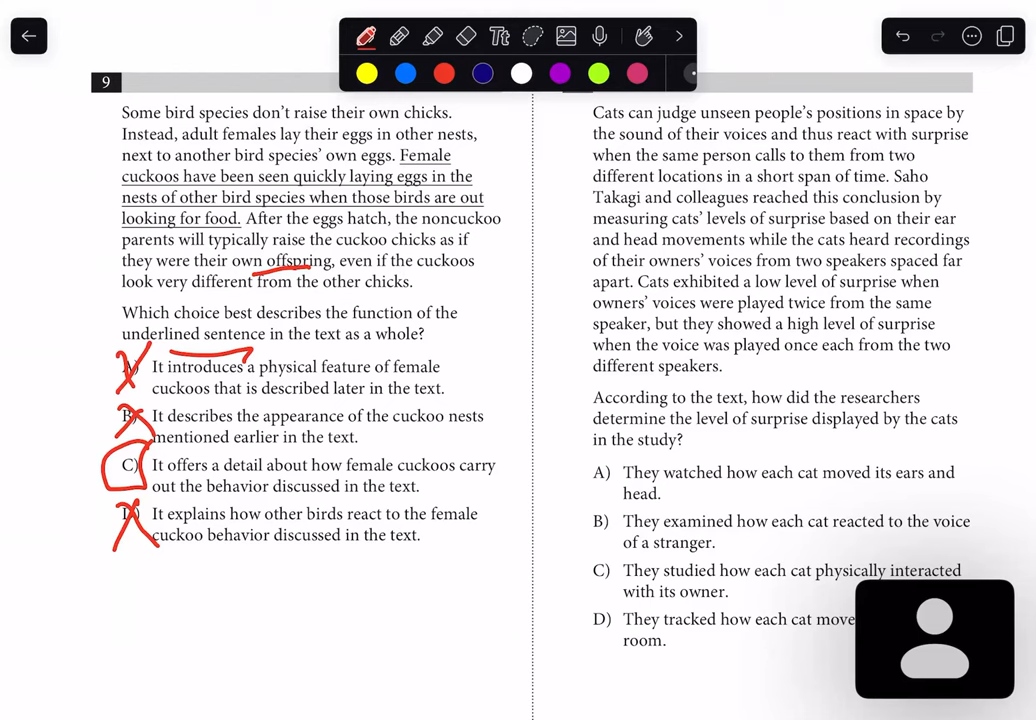 Tt
9
Some bird species don't raise their own chicks.
Instead, adult females lay their eggs in other nests,
next to another bird species' own eggs. Female
cuckoos have been seen quickly laying eggs in the
nests of other bird species when those birds are out
looking for food. After the eggs hatch, the noncuckoo
parents will typically raise the cuckoo chicks as if
they were their own offspring, even if the cuckoos
look very different from the other chicks.
Which choice best describes the function of the
underlined sentence in the text as a whole?
A) It introduces a physical feature of female
cuckoos that is described later in the text.
B) It describes the appearance of the cuckoo nests
mentioned earlier in the text.
C) It offers a detail about how female cuckoos carry
out the behavior discussed in the text.
D) It explains how other birds react to the female
cuckoo behavior discussed in the text.
Cats can judge unseen people's positions in space by
the sound of their voices and thus react with surprise
when the same person calls to them from two
different locations in a short span of time. Saho
Takagi and colleagues reached this conclusion by
measuring cats' levels of surprise based on their ear
and head movements while the cats heard recordings
of their owners' voices from two speakers spaced far
apart. Cats exhibited a low level of surprise when
owners' voices were played twice from the same
speaker, but they showed a high level of surprise
when the voice was played once each from the two
different speakers.
According to the text, how did the researchers
determine the level of surprise displayed by the cats
in the study?
A) They watched how each cat moved its ears and
head.
B) They examined how each cat reacted to the voice
of a stranger.
C) They studied how each cat physically interacted
with its owner.
D) They tracked how each cat move
room.